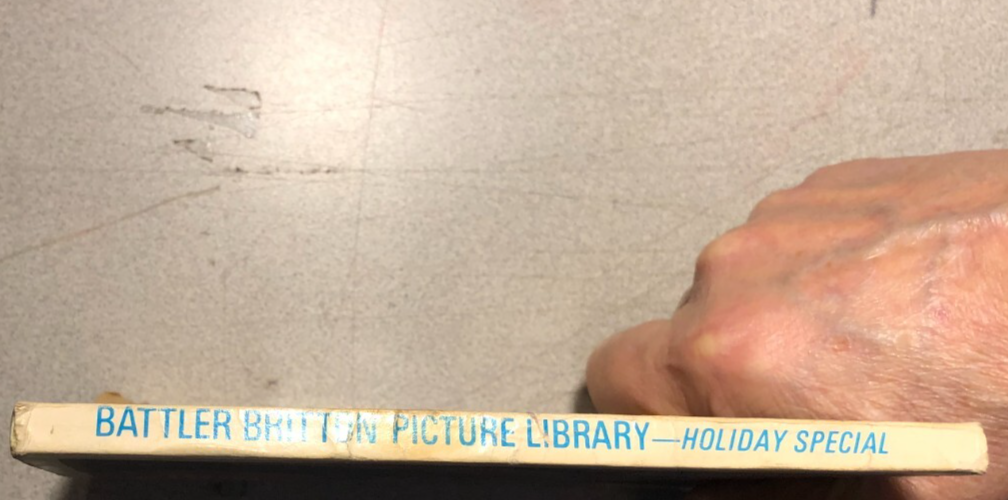 BATTLER BRITTON PICTURE LIBRARY—HOLIDAY SPECIAL